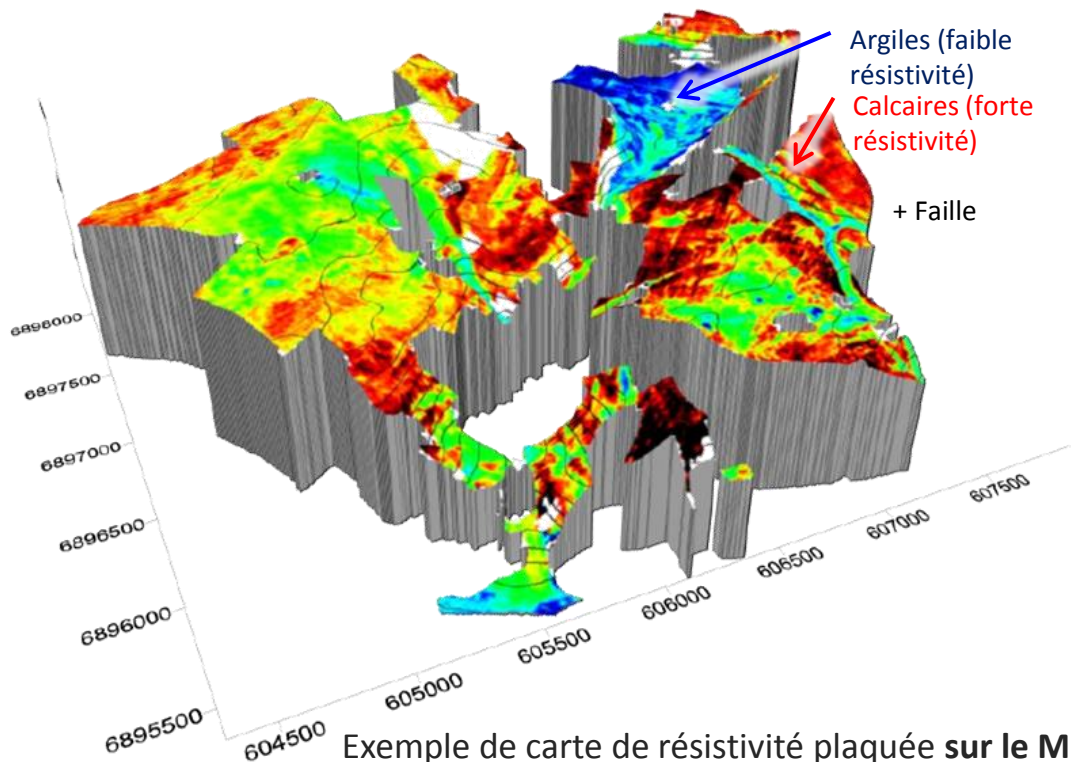 Argiles (faible
résistivité)
Calcaires (forte
résistivité)
+ Faille
6898000
6897500
6897000
6896500
6896000
6895500
604500
605000
605500
606000
606500
607000
607500
Exemple de carte de résistivité plaquée sur le M